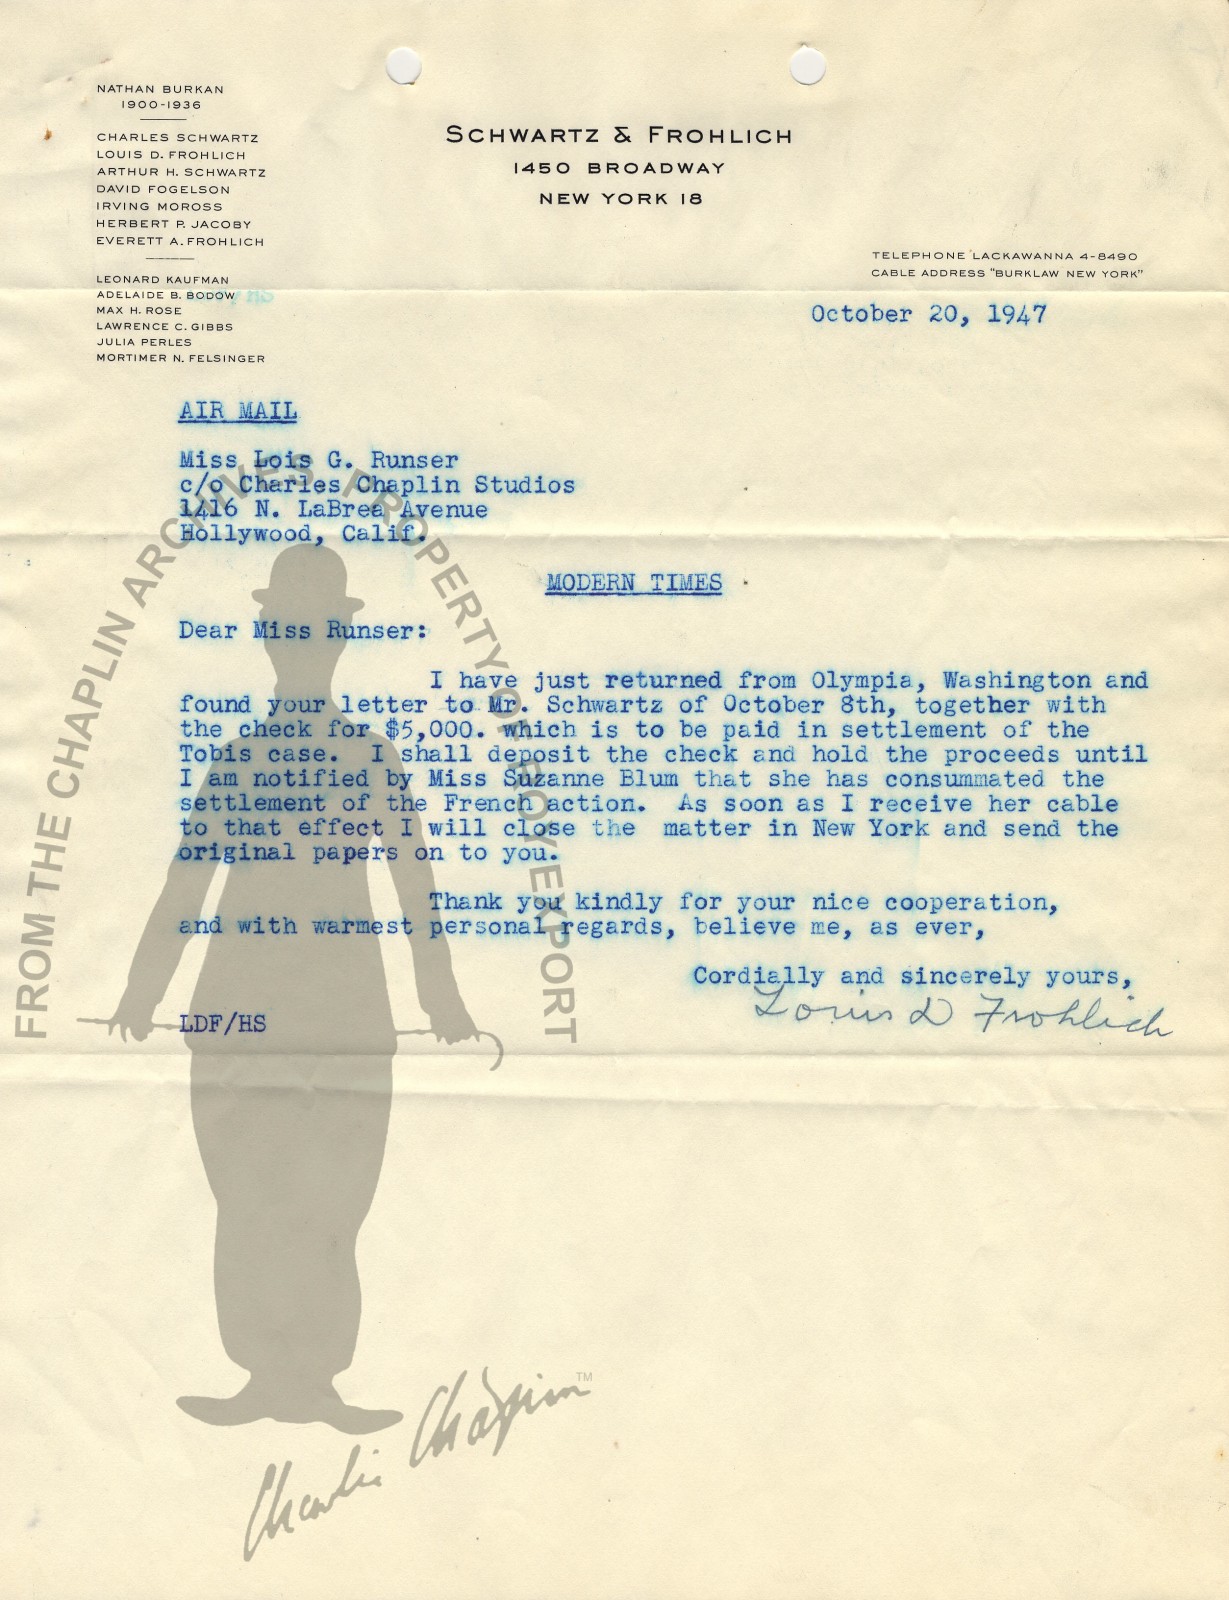 NATHAN BURKAN
1900-1936
CHARLES SCHWARTZ
LOUIS D. FROHLICH
ARTHUR H. SCHWARTZ
DAVID FOGELSON
IRVING MOROSS
HERBERT P. JACOBY
EVERETT A. FROHLICH
LEONARD KAUFMAN
ADELAIDE B. BODOW
MAX H. ROSE
LAWRENCE C. GIBBS
JULIA PERLES
MORTIMER N. FELSINGER
SCHWARTZ & FROHLICH
1450 BROADWAY
NEW YORK 18
TELEPHONE LACKAWANNA 4-8490
CABLE ADDRESS "BURKLAW NEW YORK"
October 20, 1947
AIR MAIL
Miss Lois G. Runser
c/o Charles Chaplin Studios
1416 N. LaBrea Avenue
Hollywood, Calif.
MODERN TIMES
Dear Miss Runser:
I have just returned from Olympia, Washington and
found your letter to Mr. Schwartz of October 8th, together with
the check for $5,000. which is to be paid in settlement of the
Tobis case. I shall deposit the check and hold the proceeds until
I am notified by Miss Suzanne Blum that she has consummated the
settlement of the French action. As soon as I receive her cable
to that effect I will close the matter in New York and send the
original papers on to you.
Thank you kindly for your nice cooperation,
and with warmest personal regards, believe me, as ever,
Cordially and sincerely yours,
Louis D Frohlich
LDF/HS
FROM THE CHAPLIN ARCHIVES PROPERTY OF ROY EXPORT
Charlie Chaplin TM